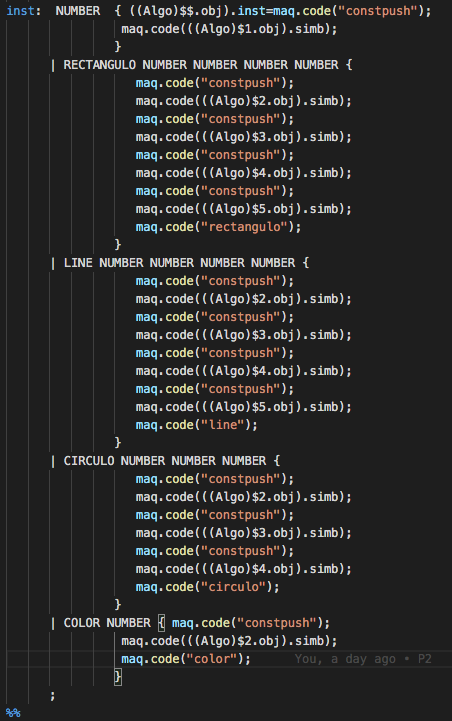 inst:  NUMBER  { ((Algo)$$.obj).inst=maq.code("constpush");
                    maq.code(((Algo)$1.obj).simb);
               }
      | RECTANGULO NUMBER NUMBER NUMBER NUMBER {
                  maq.code("constpush");
                  maq.code(((Algo)$2.obj).simb);
                  maq.code("constpush");
                  maq.code(((Algo)$3.obj).simb);
                  maq.code("constpush");
                  maq.code(((Algo)$4.obj).simb);
                  maq.code("constpush");
                  maq.code(((Algo)$5.obj).simb);
                  maq.code("rectangulo");
               }
      | LINE NUMBER NUMBER NUMBER NUMBER {
                  maq.code("constpush");
                  maq.code(((Algo)$2.obj).simb);
                  maq.code("constpush");
                  maq.code(((Algo)$3.obj).simb);
                  maq.code("constpush");
                  maq.code(((Algo)$4.obj).simb);
                  maq.code("constpush");
                  maq.code(((Algo)$5.obj).simb);
                  maq.code("line");
               }
      | CIRCULO NUMBER NUMBER NUMBER {
                  maq.code("constpush");
                  maq.code(((Algo)$2.obj).simb);
                  maq.code("constpush");
                  maq.code(((Algo)$3.obj).simb);
                  maq.code("constpush");
                  maq.code(((Algo)$4.obj).simb);
                  maq.code("circulo");
               }
      | COLOR NUMBER { maq.code("constpush");
                maq.code(((Algo)$2.obj).simb);
                maq.code("color");      You, a day ago • P2
               }
      ;
%%